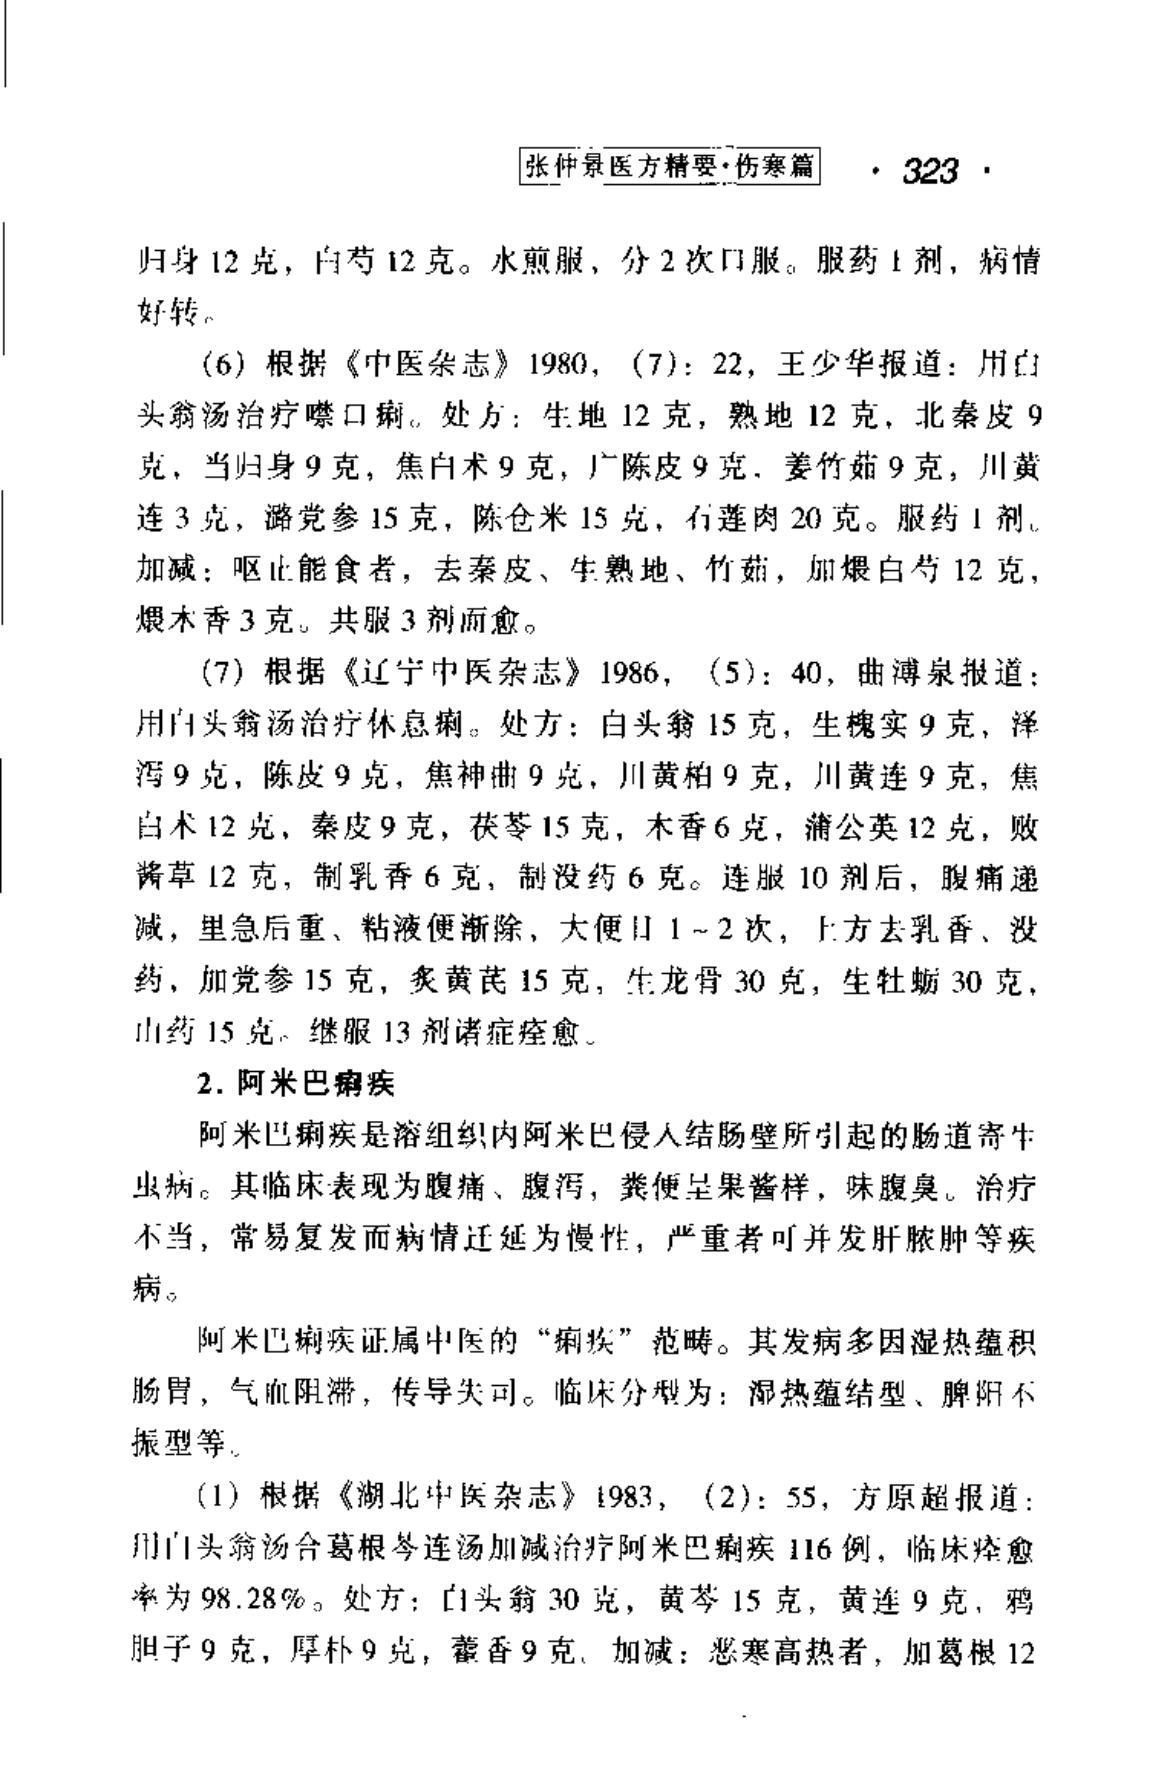 张仲景医方精要·伤寒篇 · 323 ·
归身 12 克，白芍 12 克。水煎服，分 2 次口服。服药 1 剂，病情
好转。
(6) 根据《中医杂志》1980，(7)：22，王少华报道：用白
头翁汤治疗噤口痢。处方：生地 12 克，熟地 12 克，北秦皮 9
克，当归身 9 克，焦白术 9 克，广陈皮 9 克，姜竹茹 9 克，川黄
连 3 克，潞党参 15 克，陈仓米 15 克，石莲肉 20 克。服药 1 剂。
加减：呕止能食者，去秦皮、生熟地、竹茹，加煨白芍 12 克，
煨木香 3 克。共服 3 剂而愈。
(7) 根据《辽宁中医杂志》1986，(5)：40，曲溥泉报道：
用白头翁汤治疗休息痢。处方：白头翁 15 克，生槐实 9 克，泽
泻 9 克，陈皮 9 克，焦神曲 9 克，川黄柏 9 克，川黄连 9 克，焦
白术 12 克，秦皮 9 克，茯苓 15 克，木香 6 克，蒲公英 12 克，败
酱草 12 克，制乳香 6 克，制没药 6 克。连服 10 剂后，腹痛递
减，里急后重、粘液便渐除，大便日 1~2 次，上方去乳香、没
药，加党参 15 克，炙黄芪 15 克，生龙骨 30 克，生牡蛎 30 克，
山药 15 克。继服 13 剂诸症痊愈。
2. 阿米巴痢疾
阿米巴痢疾是溶组织内阿米巴侵入结肠壁所引起的肠道寄生
虫病。其临床表现为腹痛、腹泻，粪便呈果酱样，味腹臭。治疗
不当，常易复发而病情迁延为慢性，严重者可并发肝脓肿等疾
病。
阿米巴痢疾证属中医的“痢疾”范畴。其发病多因湿热蕴积
肠胃，气血阻滞，传导失司。临床分型为：湿热蕴结型、脾阳不
振型等。
(1) 根据《湖北中医杂志》1983，(2)：55，方原超报道：
用白头翁汤合葛根芩连汤加减治疗阿米巴痢疾 116 例，临床痊愈
率为 98.28%。处方：白头翁 30 克，黄芩 15 克，黄连 9 克，鸦
胆子 9 克，厚朴 9 克，藿香 9 克。加减：恶寒高热者，加葛根 12